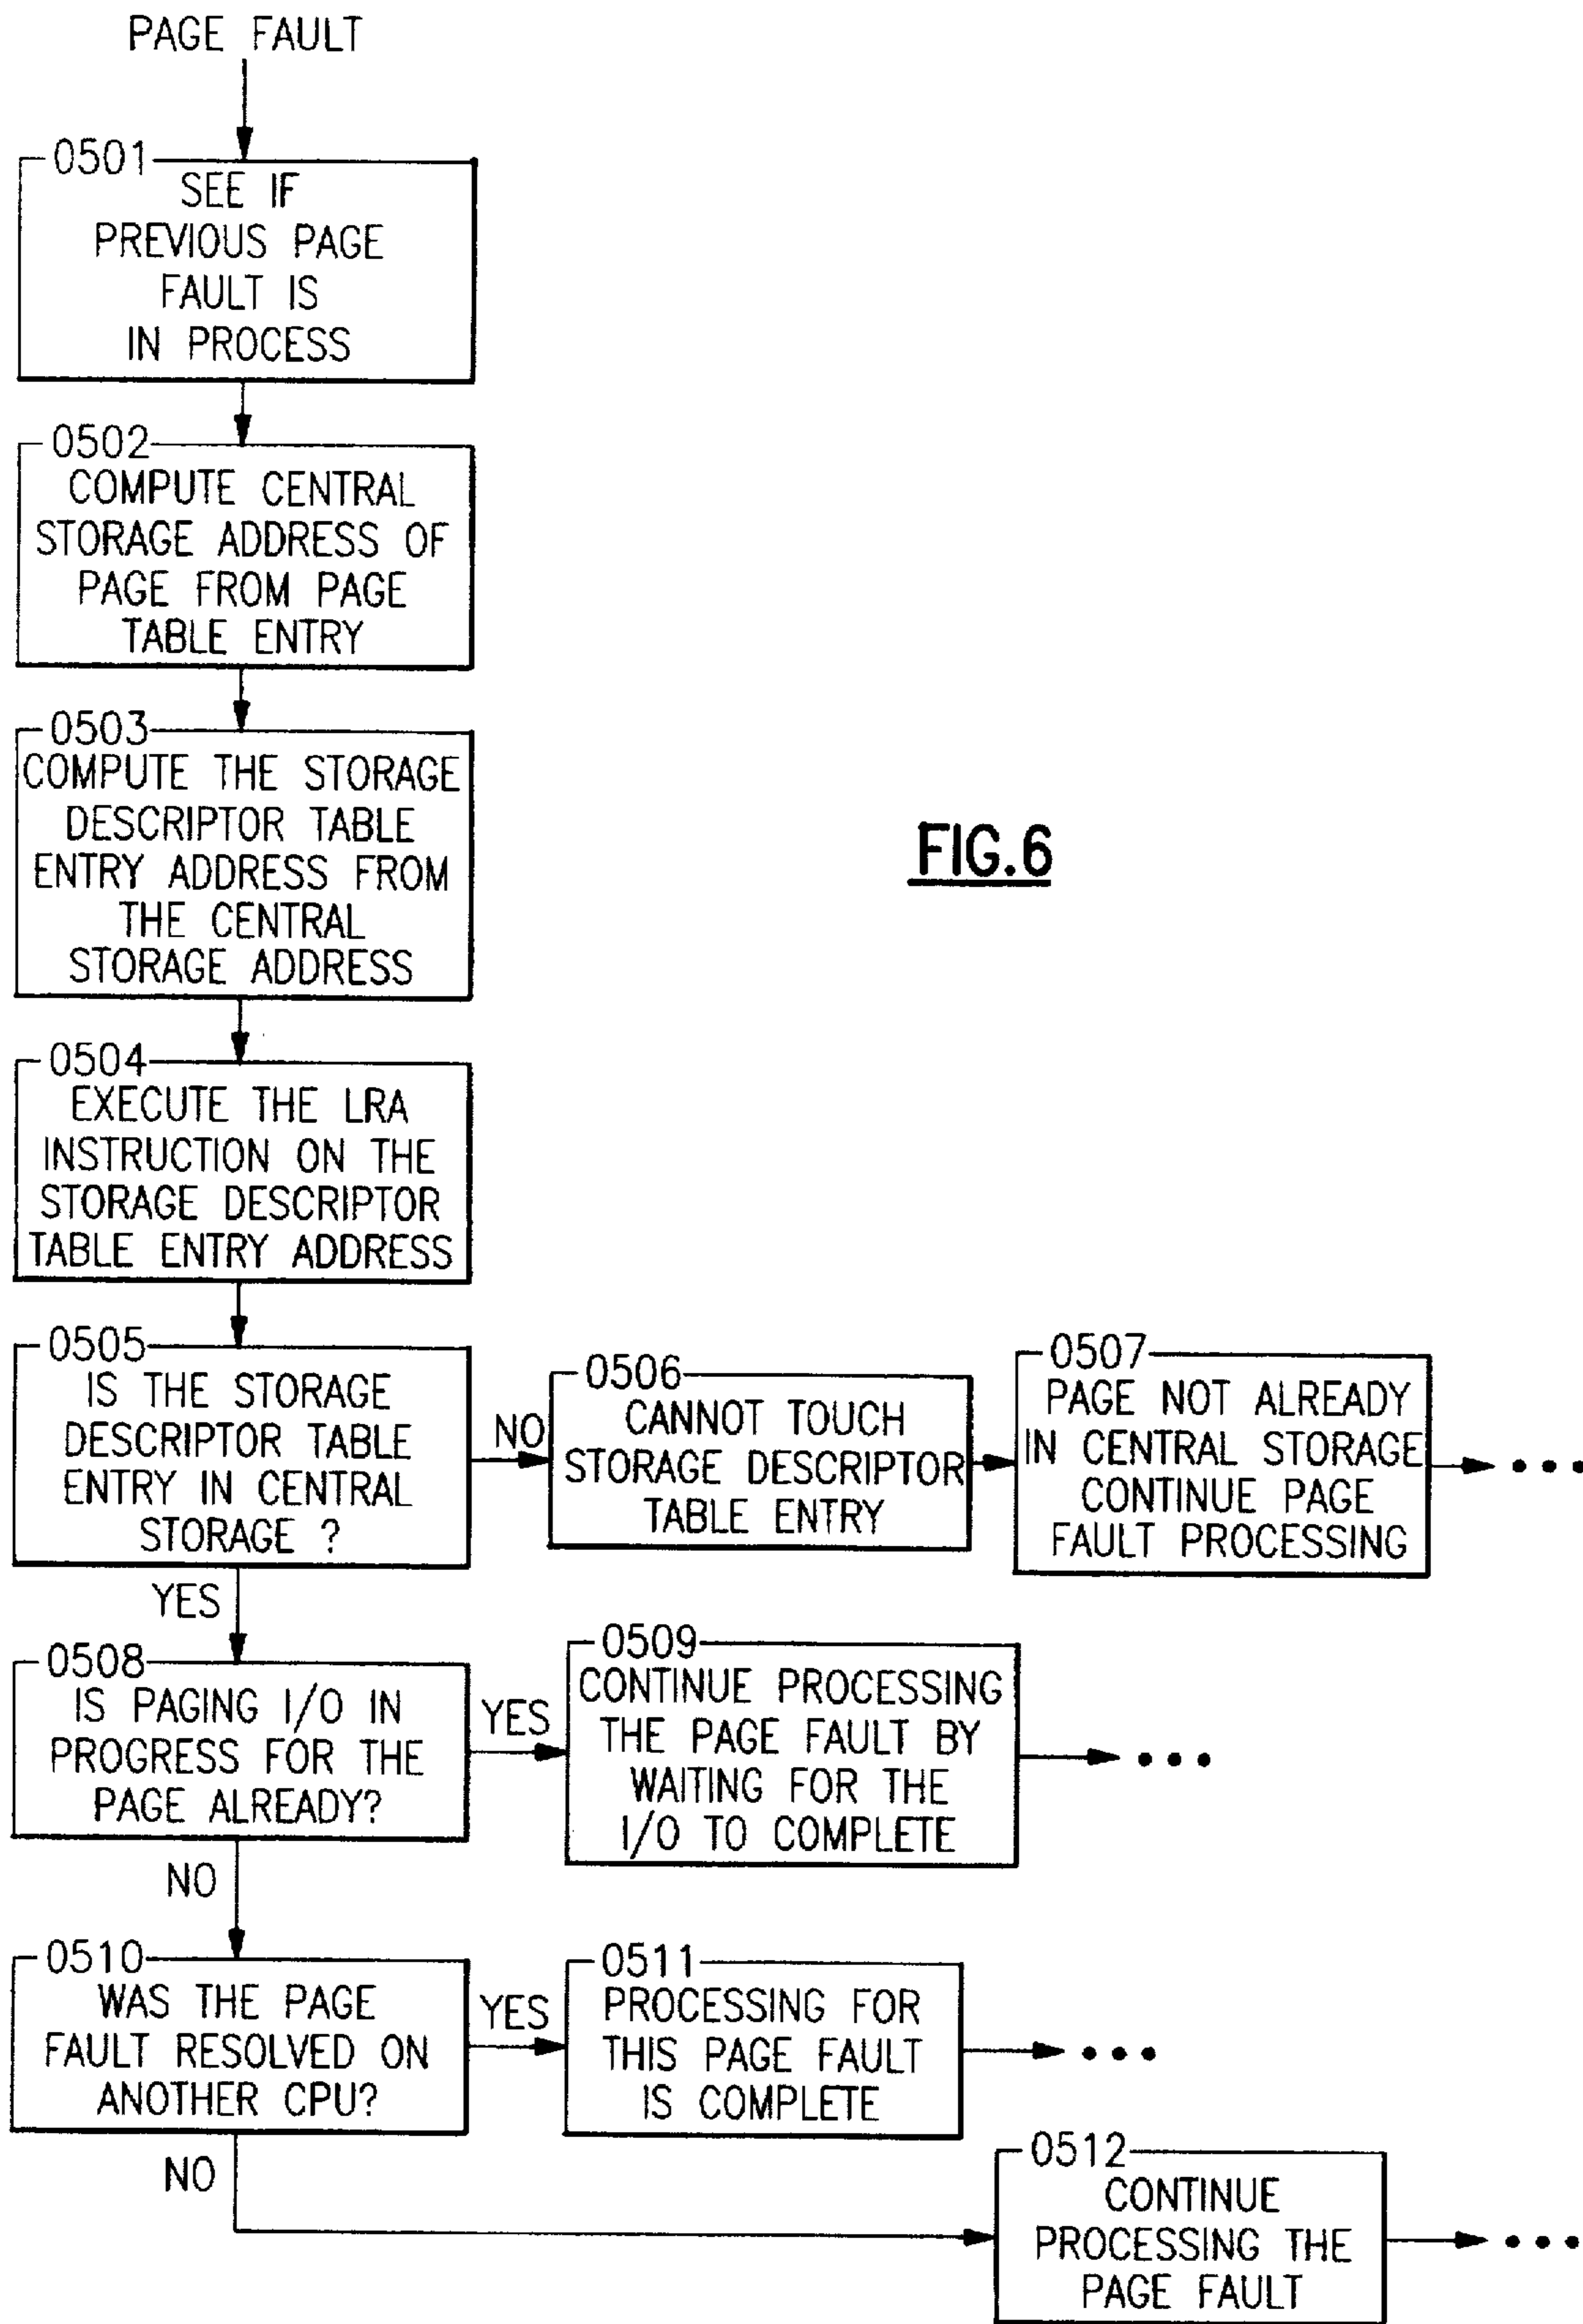 PAGE FAULT
0501
SEE IF
PREVIOUS PAGE
FAULT IS
IN PROCESS
0502
COMPUTE CENTRAL
STORAGE ADDRESS OF
PAGE FROM PAGE
TABLE ENTRY
0503
COMPUTE THE STORAGE
DESCRIPTOR TABLE
ENTRY ADDRESS FROM
THE CENTRAL
STORAGE ADDRESS
FIG.6
0504
EXECUTE THE LRA
INSTRUCTION ON THE
STORAGE DESCRIPTOR
TABLE ENTRY ADDRESS
0505
IS THE STORAGE
DESCRIPTOR TABLE
ENTRY IN CENTRAL
STORAGE ?
NO
0506
CANNOT TOUCH
STORAGE DESCRIPTOR
TABLE ENTRY
0507
PAGE NOT ALREADY
IN CENTRAL STORAGE
CONTINUE PAGE
FAULT PROCESSING
•••
YES
0508
IS PAGING I/O IN
PROGRESS FOR THE
PAGE ALREADY?
YES
0509
CONTINUE PROCESSING
THE PAGE FAULT BY
WAITING FOR THE
I/O TO COMPLETE
•••
NO
0510
WAS THE PAGE
FAULT RESOLVED ON
ANOTHER CPU?
YES
0511
PROCESSING FOR
THIS PAGE FAULT
IS COMPLETE
•••
NO
0512
CONTINUE
PROCESSING THE
PAGE FAULT
••••